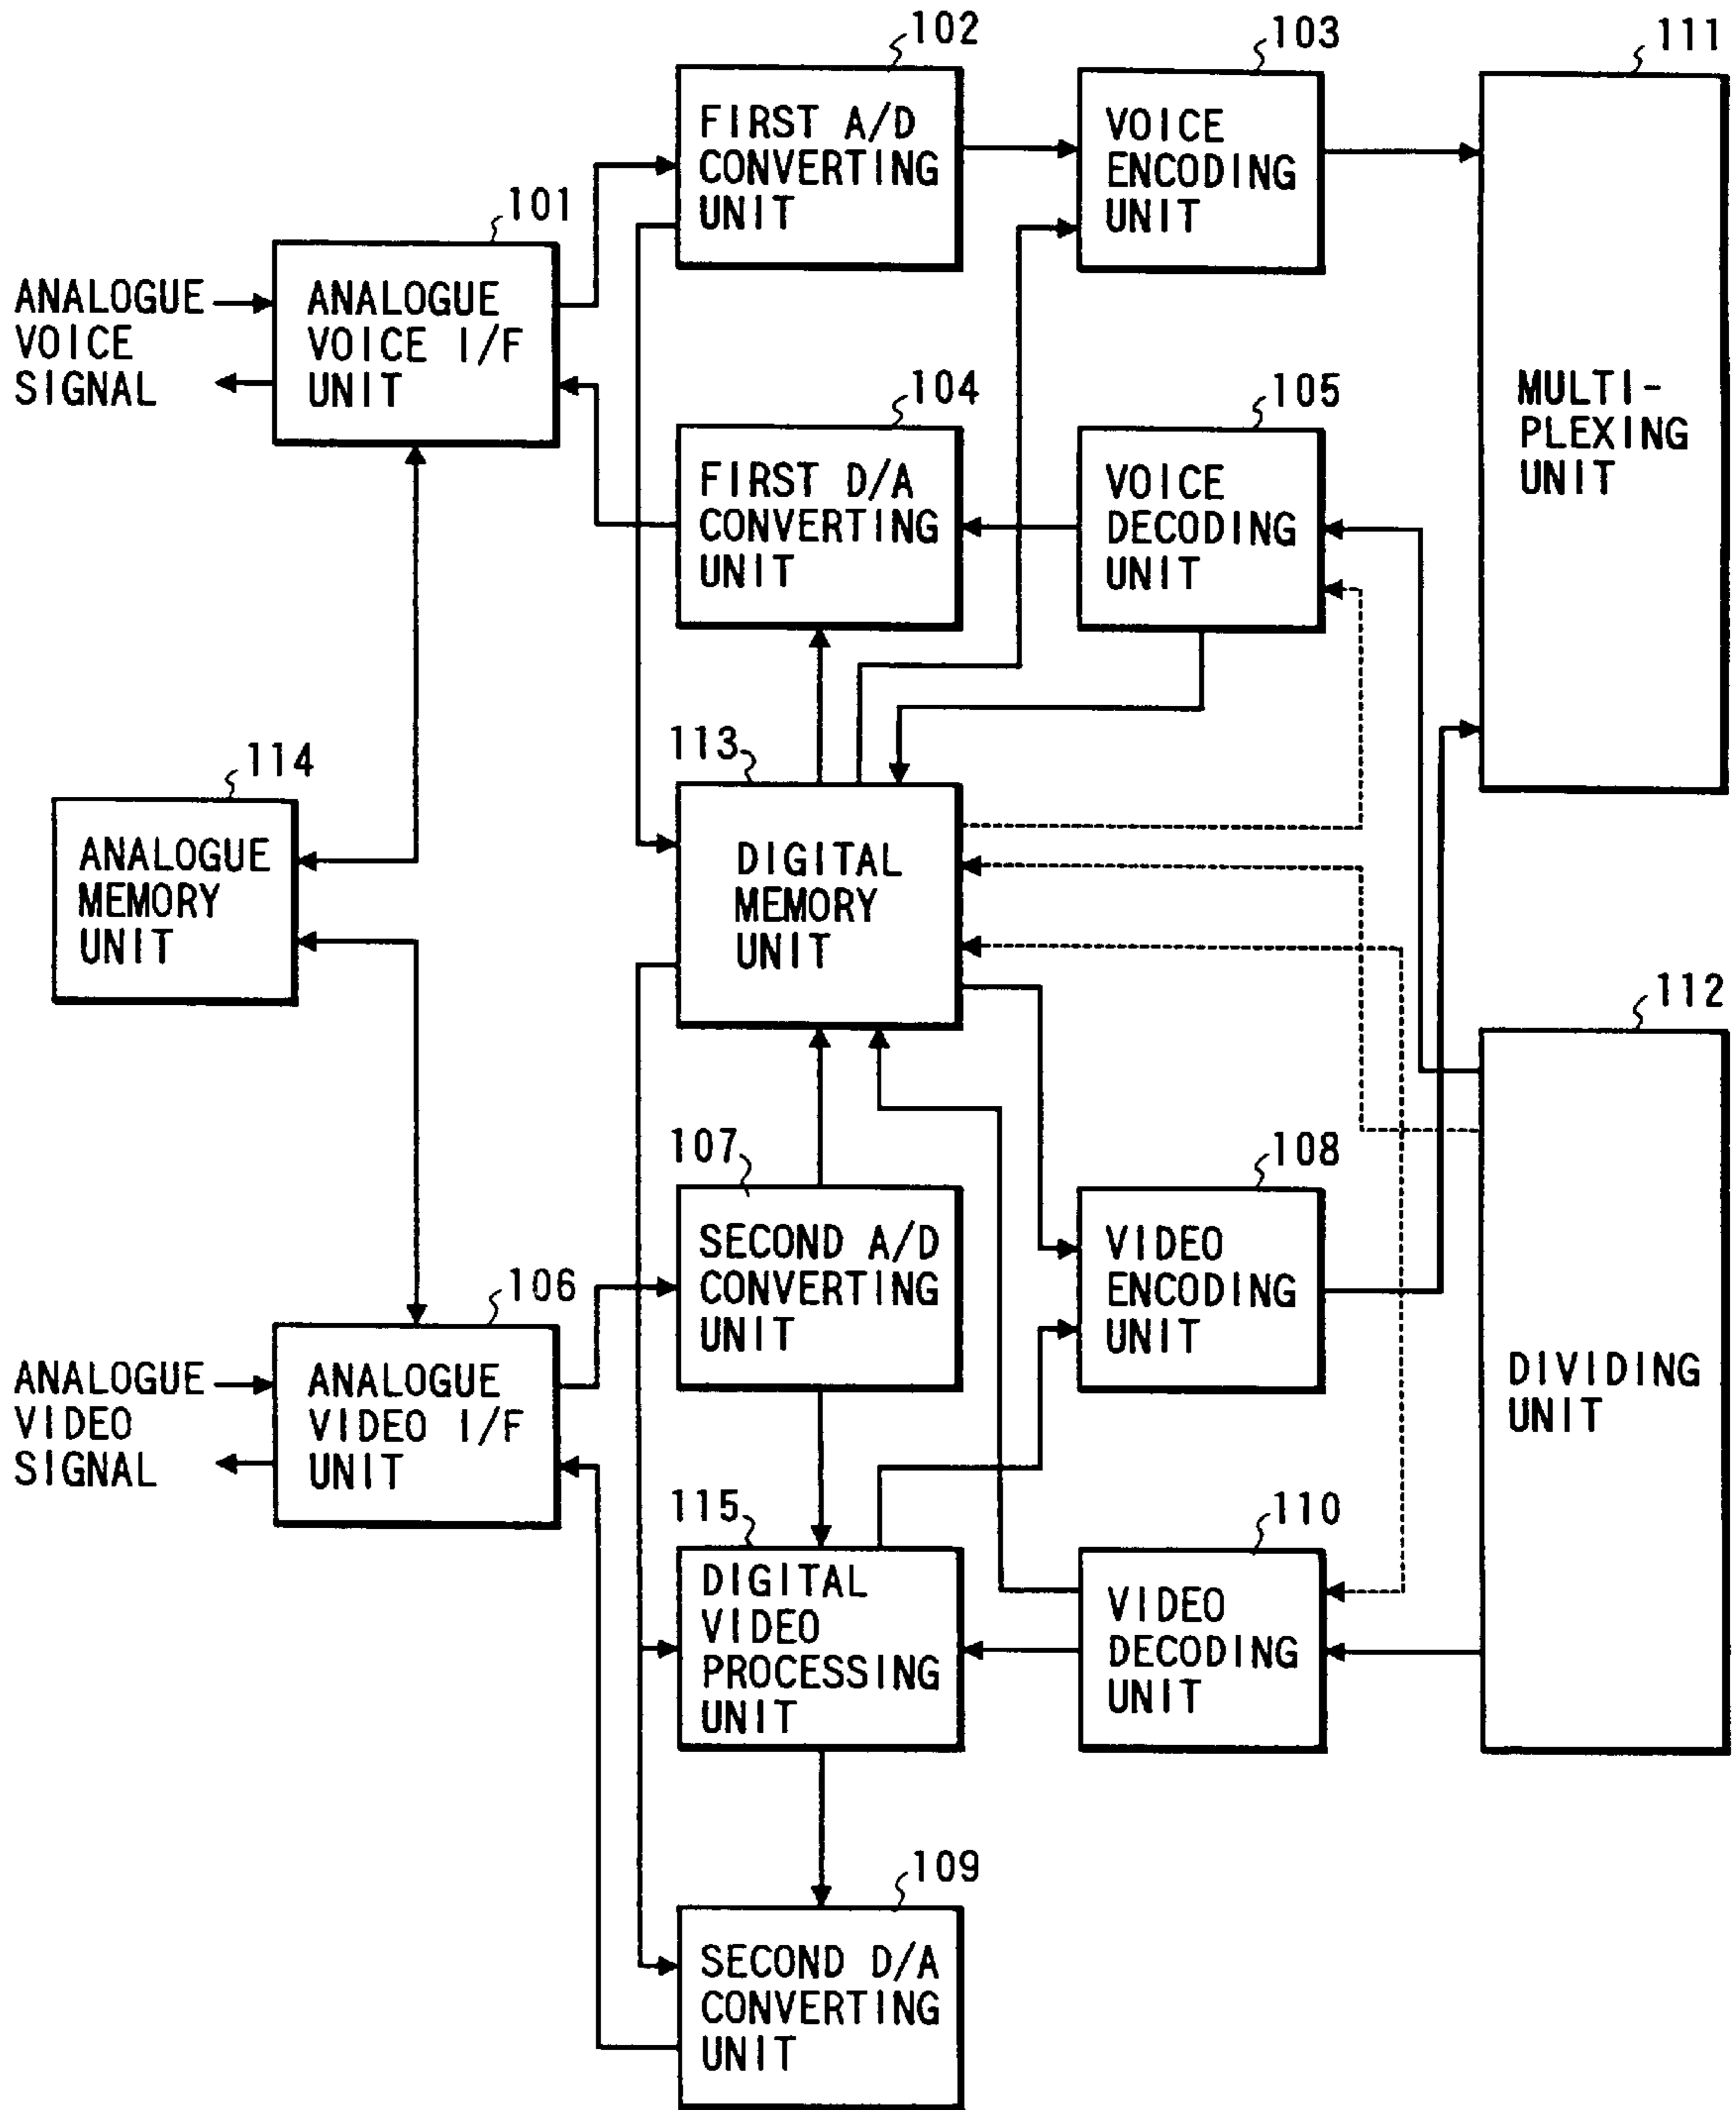 102
103
111
FIRST A/D
CONVERTING
UNIT
VOICE
ENCODING
UNIT
101
ANALOGUE
VOICE
SIGNAL
ANALOGUE
VOICE I/F
UNIT
104
105
MULTI-
PLEXING
UNIT
FIRST D/A
CONVERTING
UNIT
VOICE
DECODING
UNIT
113
114
ANALOGUE
MEMORY
UNIT
DIGITAL
MEMORY
UNIT
112
107
108
SECOND A/D
CONVERTING
UNIT
VIDEO
ENCODING
UNIT
106
ANALOGUE
VIDEO
SIGNAL
ANALOGUE
VIDEO I/F
UNIT
DIVIDING
UNIT
115
110
DIGITAL
VIDEO
PROCESSING
UNIT
VIDEO
DECODING
UNIT
109
SECOND D/A
CONVERTING
UNIT